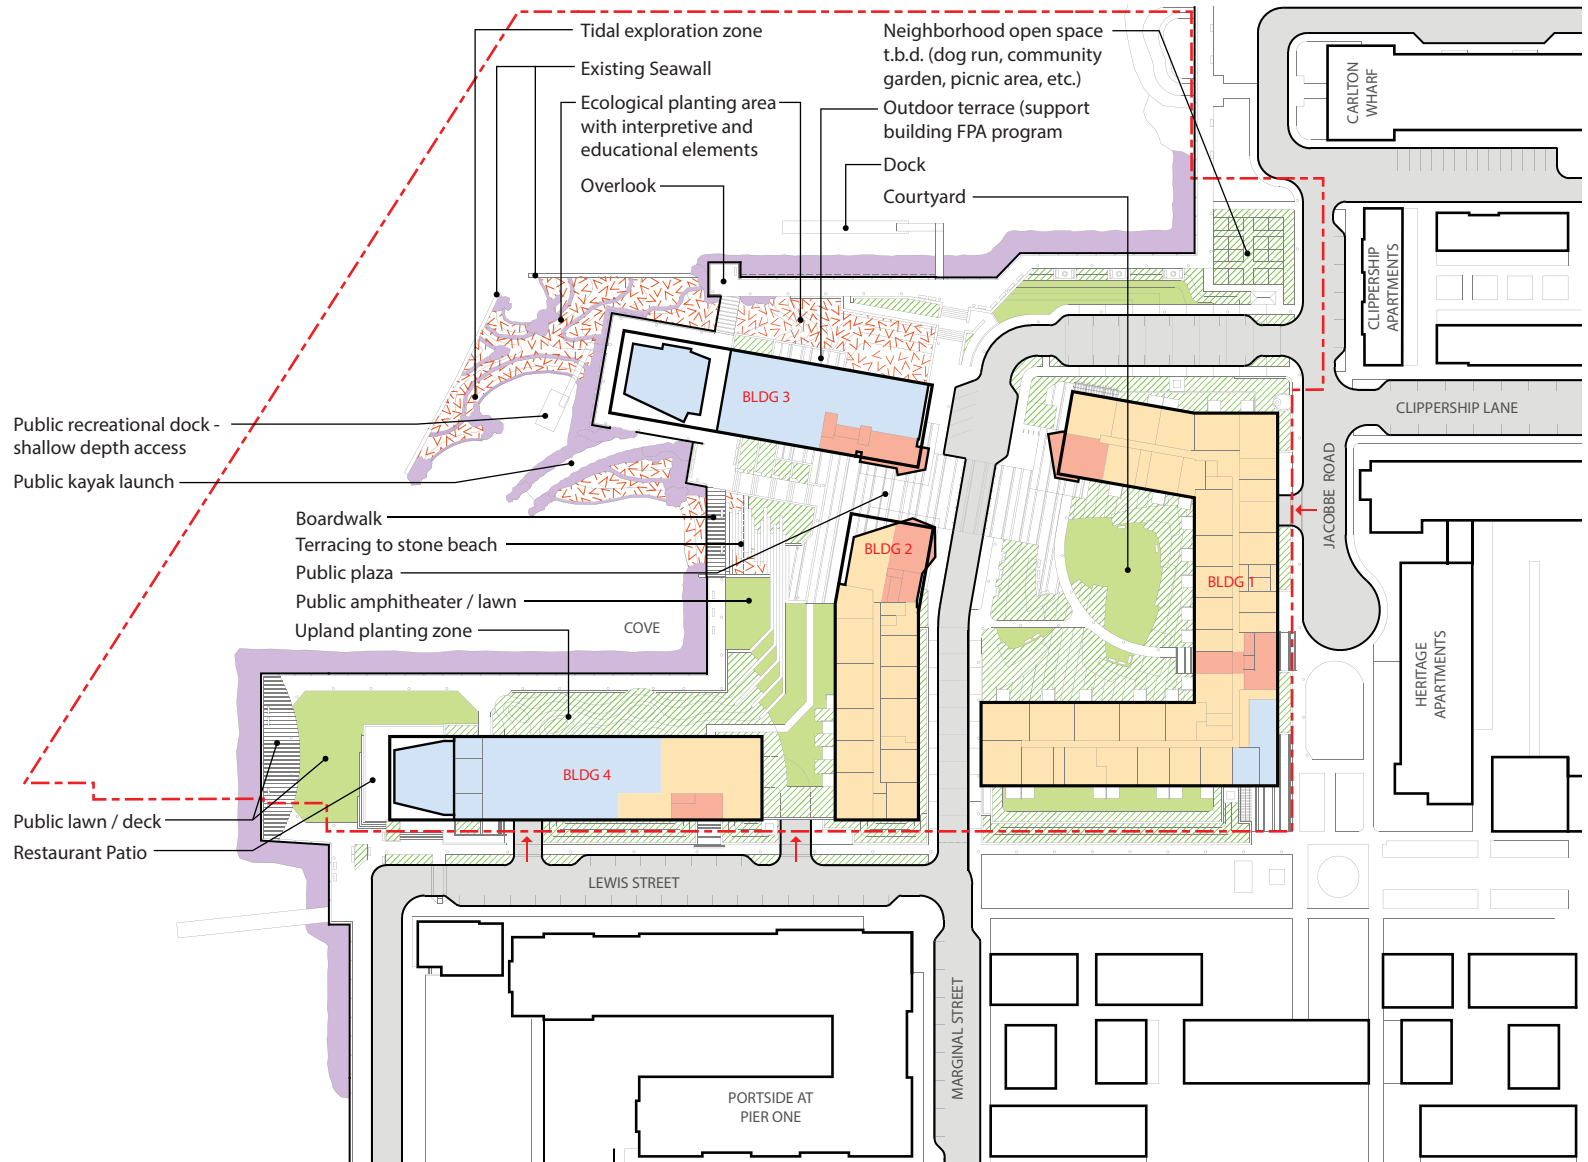 Tidal exploration zone
Existing Seawall
Ecological planting area
with interpretive and
educational elements
Overlook
Neighborhood open space
t.b.d. (dog run, community
garden, picnic area, etc.)
Outdoor terrace (support
building FPA program
Dock
Courtyard
CARLTON
WHARF
CLIPPERSHIP
APARTMENTS
CLIPPERSHIP LANE
JACOBBE ROAD
HERITAGE
APARTMENTS
BLDG 3
BLDG 2
BLDG 1
BLDG 4
Public recreational dock -
shallow depth access
Public kayak launch
Boardwalk
Terracing to stone beach
Public plaza
Public amphitheater / lawn
Upland planting zone
COVE
Public lawn / deck
Restaurant Patio
LEWIS STREET
MARGINAL STREET
PORTSIDE AT
PIER ONE